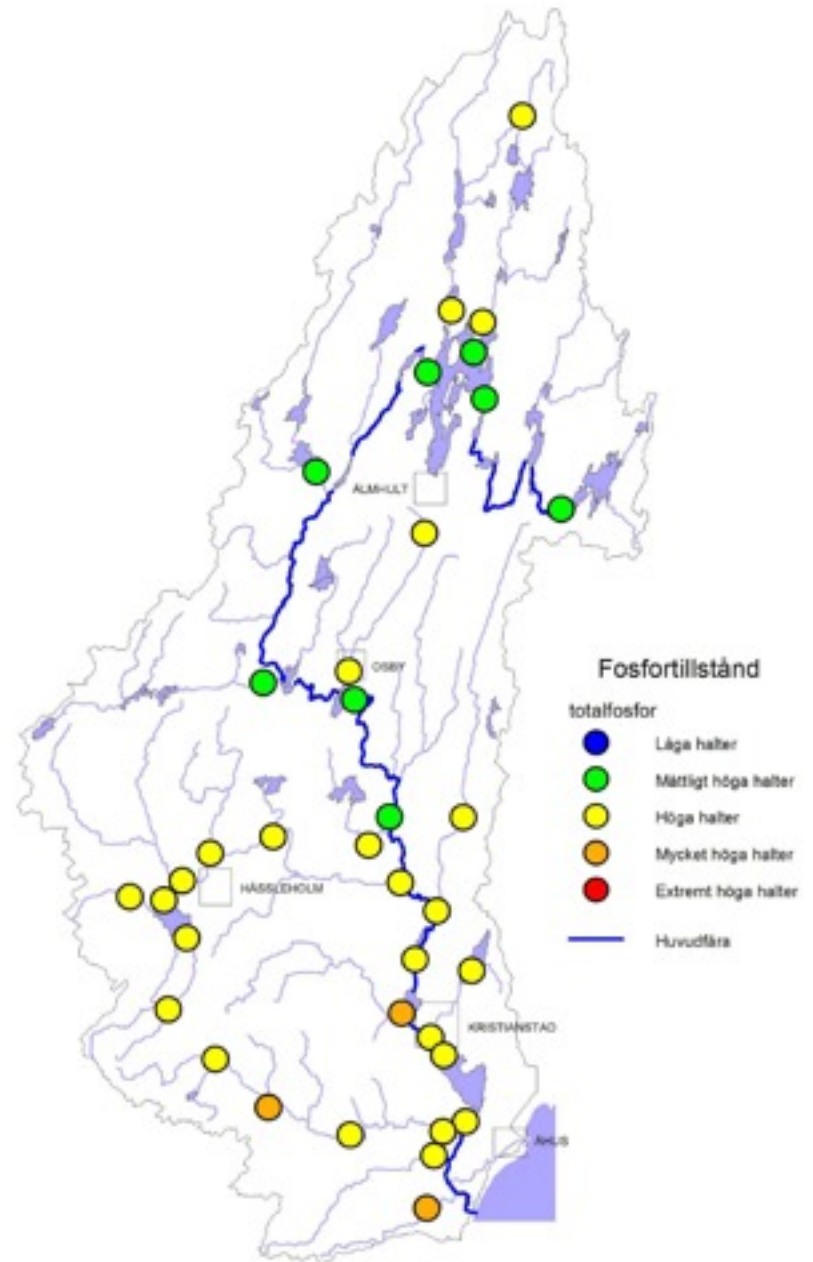 ÄLMHULT
OSBY
Fosfortillstånd
totalfosfor
Låga halter
Måttligt höga halter
Höga halter
Mycket höga halter
Extremt höga halter
HÄSSLEHOLM
Huvudfåra
KRISTIANSTAD
ÅHUS